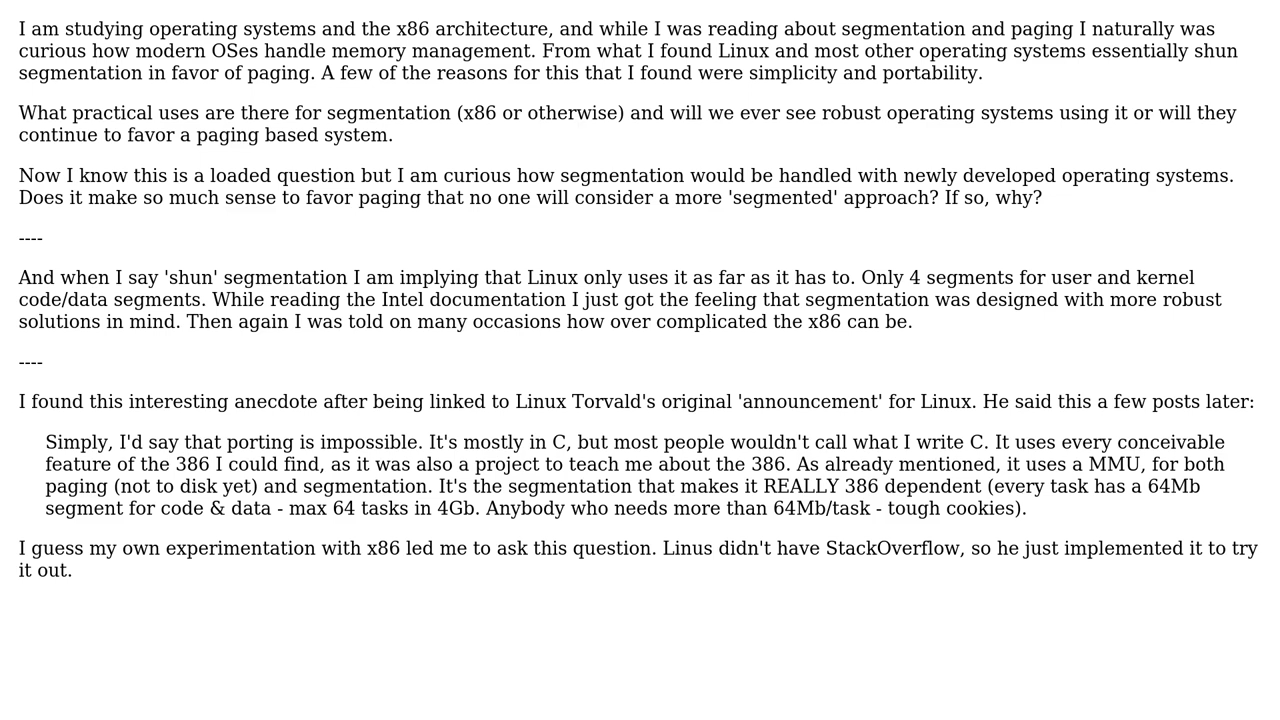 I am studying operating systems and the x86 architecture, and while I was reading about segmentation and paging I naturally was
curious how modern OSes handle memory management. From what I found Linux and most other operating systems essentially shun
segmentation in favor of paging. A few of the reasons for this that I found were simplicity and portability.
What practical uses are there for segmentation (x86 or otherwise) and will we ever see robust operating systems using it or will they
continue to favor a paging based system.
Now I know this is a loaded question but I am curious how segmentation would be handled with newly developed operating systems.
Does it make so much sense to favor paging that no one will consider a more 'segmented' approach? If so, why?
----
And when I say 'shun' segmentation I am implying that Linux only uses it as far as it has to. Only 4 segments for user and kernel
code/data segments. While reading the Intel documentation I just got the feeling that segmentation was designed with more robust
solutions in mind. Then again I was told on many occasions how over complicated the x86 can be.
----
I found this interesting anecdote after being linked to Linux Torvald's original 'announcement' for Linux. He said this a few posts later:
Simply, I'd say that porting is impossible. It's mostly in C, but most people wouldn't call what I write C. It uses every conceivable
feature of the 386 I could find, as it was also a project to teach me about the 386. As already mentioned, it uses a MMU, for both
paging (not to disk yet) and segmentation. It's the segmentation that makes it REALLY 386 dependent (every task has a 64Mb
segment for code & data - max 64 tasks in 4Gb. Anybody who needs more than 64Mb/task - tough cookies).
I guess my own experimentation with x86 led me to ask this question. Linus didn't have StackOverflow, so he just implemented it to try
it out.